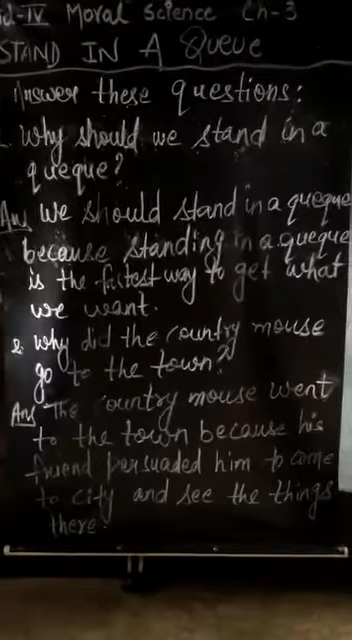 d-IV Moral Science Ch-3
STAND IN A QUEUE
Answer these questions:
Why should we stand in a
queque?
Ans We should stand in a queque
because standing in a queque
is the fastest way to get what
we want.
2. why did the country mouse
go to the town?
Ans The country mouse went
to the town because his
friend persuaded him to come
to city and see the things
there.